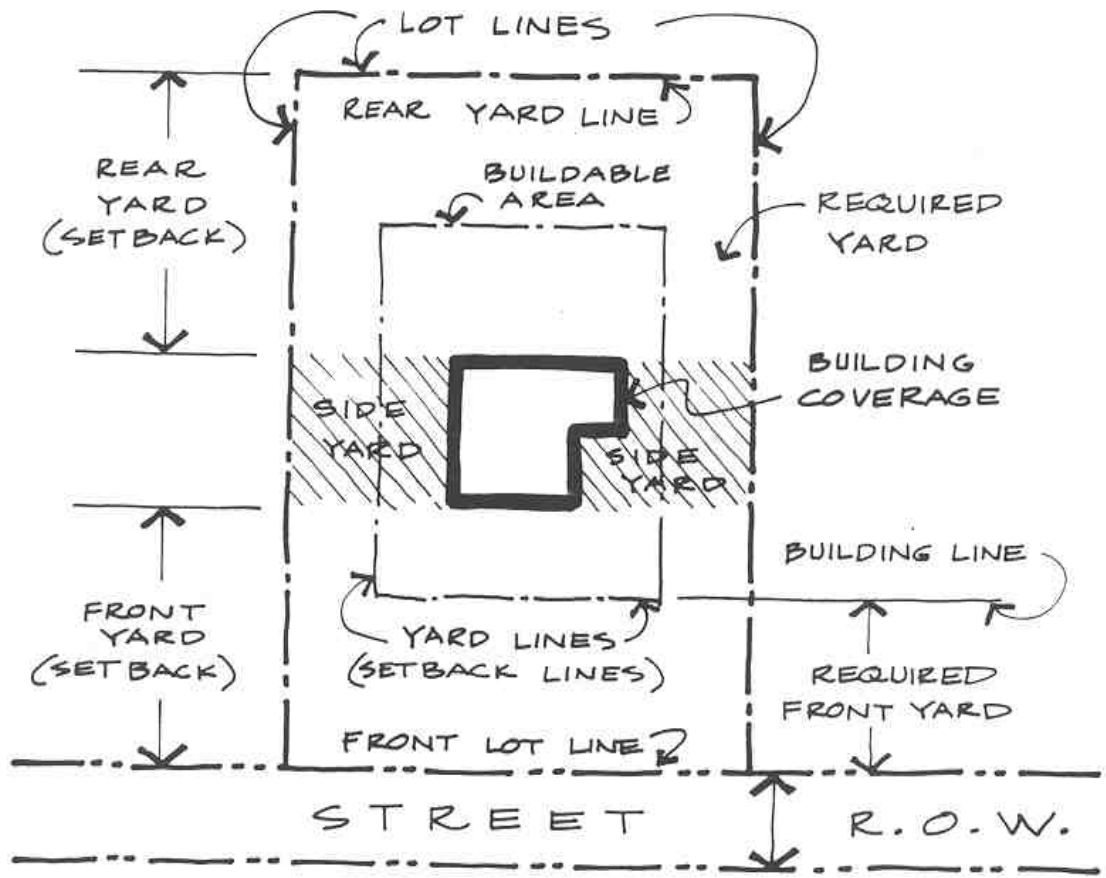 LOT LINES
REAR YARD LINE
REAR
YARD
(SETBACK)
BUILDABLE
AREA
REQUIRED
YARD
BUILDING
COVERAGE
SIDE
YARD
SIDE
YARD
BUILDING LINE
FRONT
YARD
(SETBACK)
YARD LINES
(SETBACK LINES)
REQUIRED
FRONT YARD
FRONT LOT LINE
STREET R.O.W.